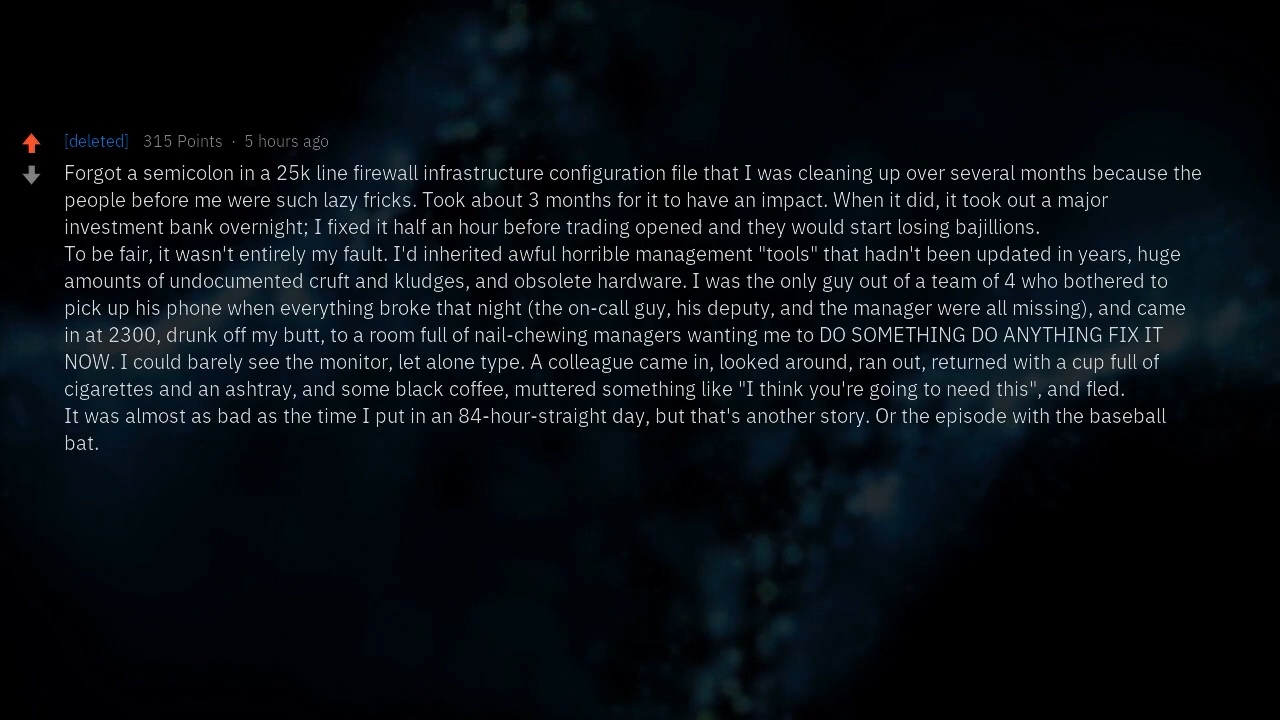 [deleted] 315 Points · 5 hours ago
Forgot a semicolon in a 25k line firewall infrastructure configuration file that I was cleaning up over several months because the
people before me were such lazy fricks. Took about 3 months for it to have an impact. When it did, it took out a major
investment bank overnight; I fixed it half an hour before trading opened and they would start losing bajillions.
To be fair, it wasn't entirely my fault. I'd inherited awful horrible management "tools" that hadn't been updated in years, huge
amounts of undocumented cruft and kludges, and obsolete hardware. I was the only guy out of a team of 4 who bothered to
pick up his phone when everything broke that night (the on-call guy, his deputy, and the manager were all missing), and came
in at 2300, drunk off my butt, to a room full of nail-chewing managers wanting me to DO SOMETHING DO ANYTHING FIX IT
NOW. I could barely see the monitor, let alone type. A colleague came in, looked around, ran out, returned with a cup full of
cigarettes and an ashtray, and some black coffee, muttered something like "I think you're going to need this", and fled.
It was almost as bad as the time I put in an 84-hour-straight day, but that's another story. Or the episode with the baseball
bat.